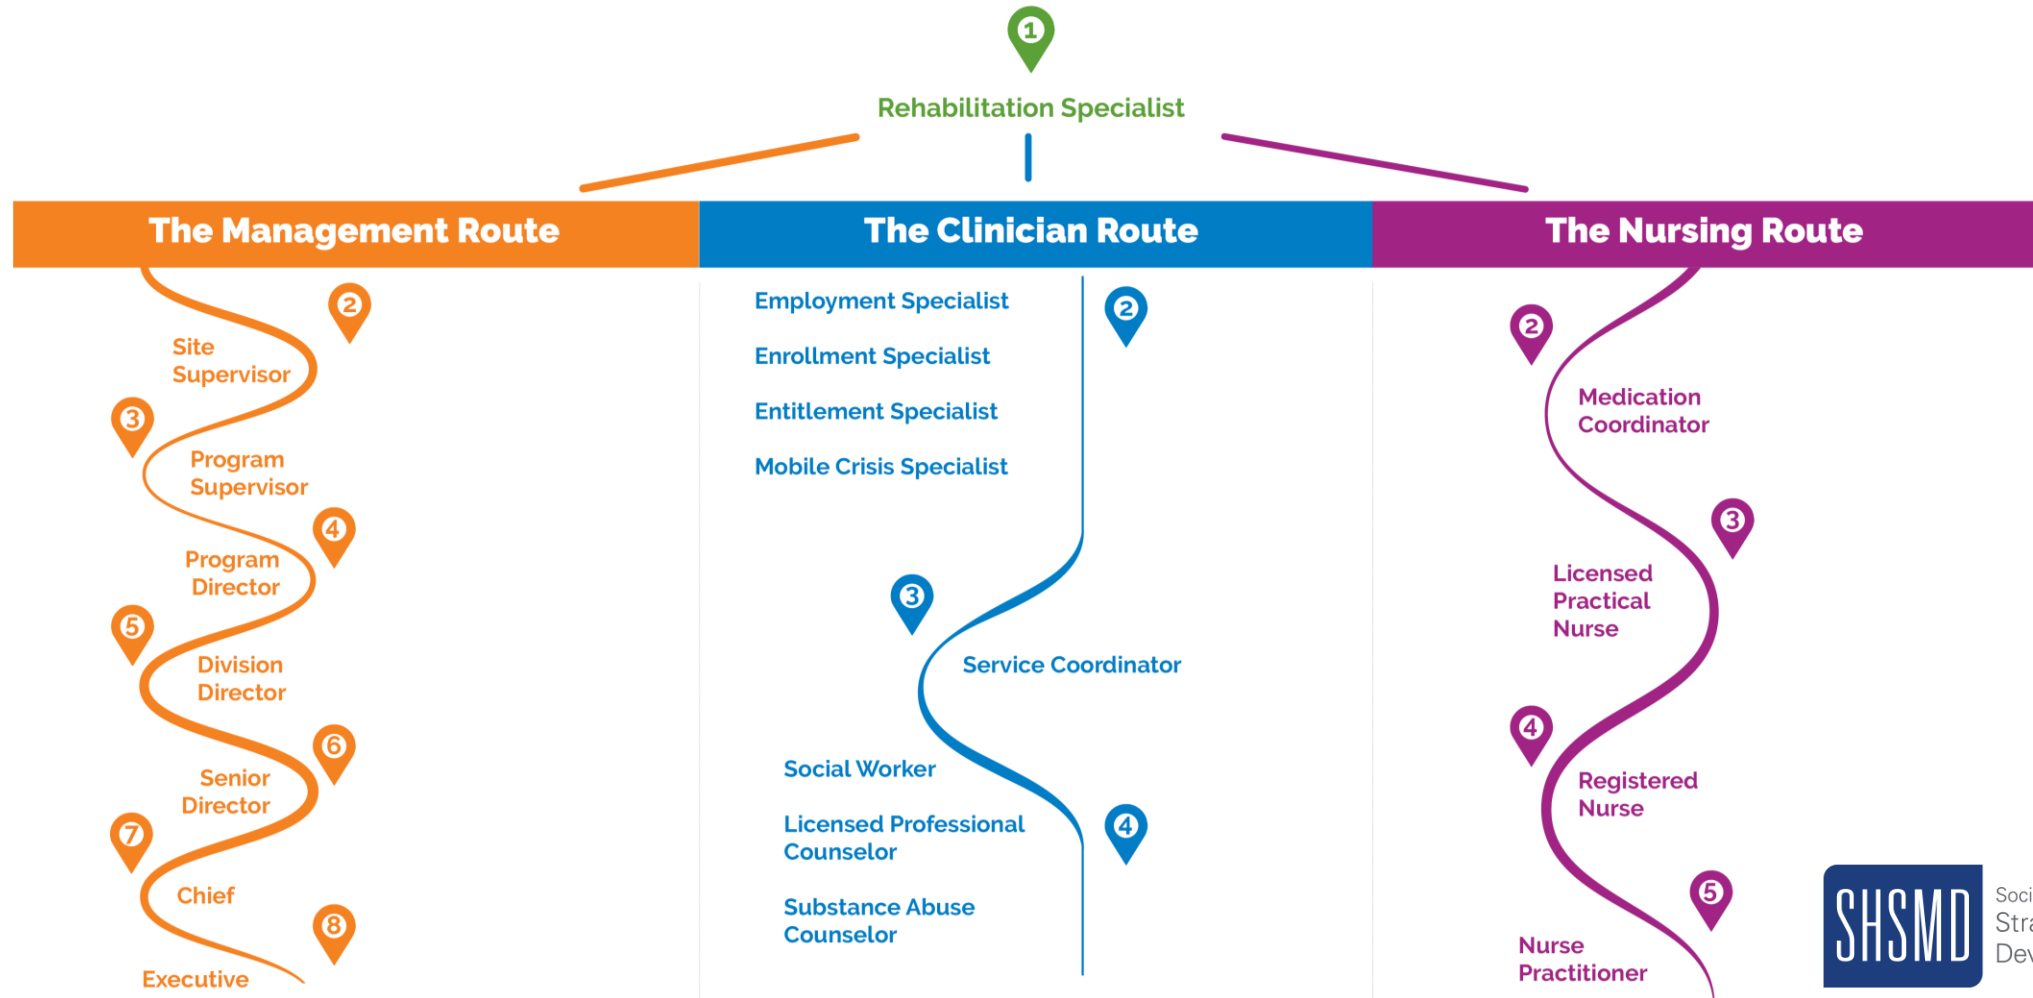 1
Rehabilitation Specialist
The Management Route
2
Site
Supervisor
3
Program
Supervisor
4
Program
Director
5
Division
Director
6
Senior
Director
7
Chief
8
Executive
The Clinician Route
2
Employment Specialist
Enrollment Specialist
Entitlement Specialist
Mobile Crisis Specialist
3
Service Coordinator
4
Social Worker
Licensed Professional
Counselor
Substance Abuse
Counselor
The Nursing Route
2
Medication
Coordinator
3
Licensed
Practical
Nurse
4
Registered
Nurse
5
Nurse
Practitioner
SHSMD